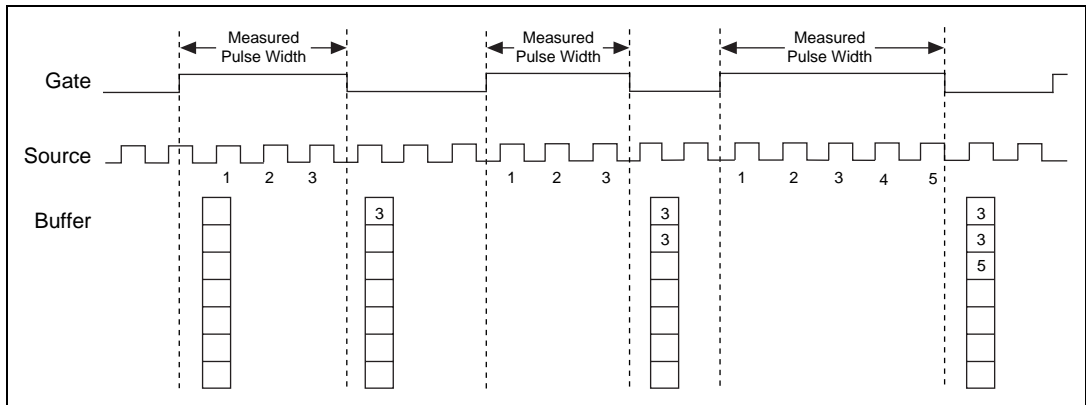 Measured
Pulse Width
Measured
Pulse Width
Measured
Pulse Width
Gate
Source
1 2 3 1 2 3 1 2 3 4 5
Buffer
3 3 3
3 3
5